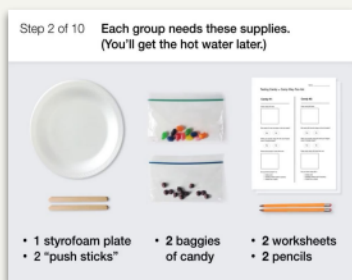 Step 2 of 10
Each group needs these supplies.
(You'll get the hot water later.)
• 1 styrofoam plate
• 2 "push sticks"
• 2 baggies
of candy
• 2 worksheets
• 2 pencils